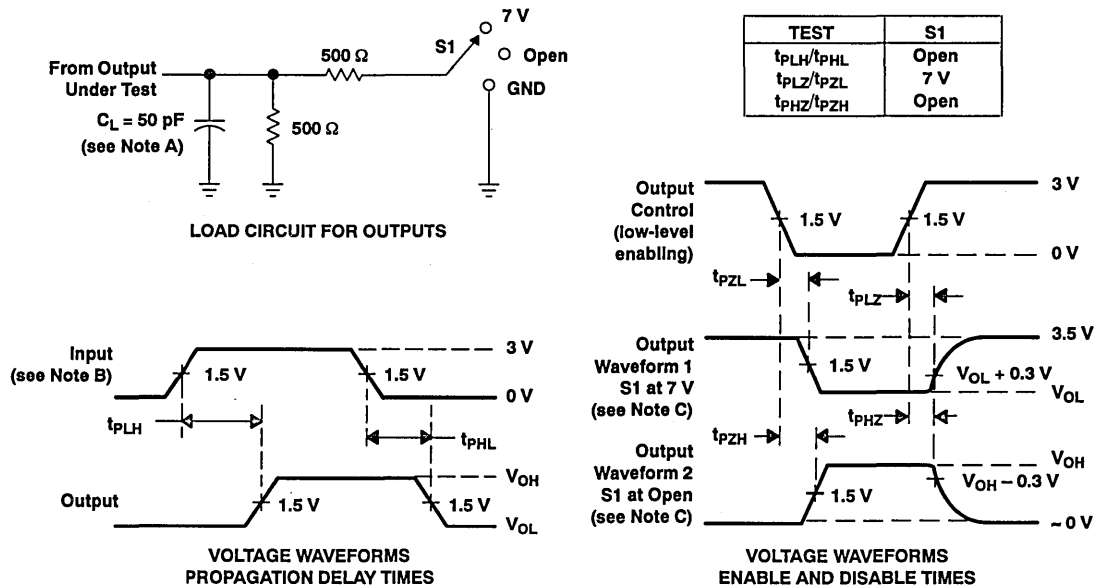 7 V
S1
Open
500 Ω
GND
From Output
Under Test
C_L = 50 pF
(see Note A)
500 Ω
LOAD CIRCUIT FOR OUTPUTS
TEST S1
t_PLH/t_PHL Open
t_PLZ/t_PZL 7 V
t_PHZ/t_PZH Open
Input
(see Note B)
3 V
1.5 V
1.5 V
0 V
t_PLH
t_PHL
Output
V_OH
1.5 V
1.5 V
V_OL
VOLTAGE WAVEFORMS
PROPAGATION DELAY TIMES
Output
Control
(low-level
enabling)
3 V
1.5 V
1.5 V
0 V
t_PZL
t_PLZ
Output
Waveform 1
S1 at 7 V
(see Note C)
3.5 V
1.5 V
V_OL + 0.3 V
V_OL
t_PZH
t_PHZ
Output
Waveform 2
S1 at Open
(see Note C)
V_OH
V_OH – 0.3 V
1.5 V
~ 0 V
VOLTAGE WAVEFORMS
ENABLE AND DISABLE TIMES